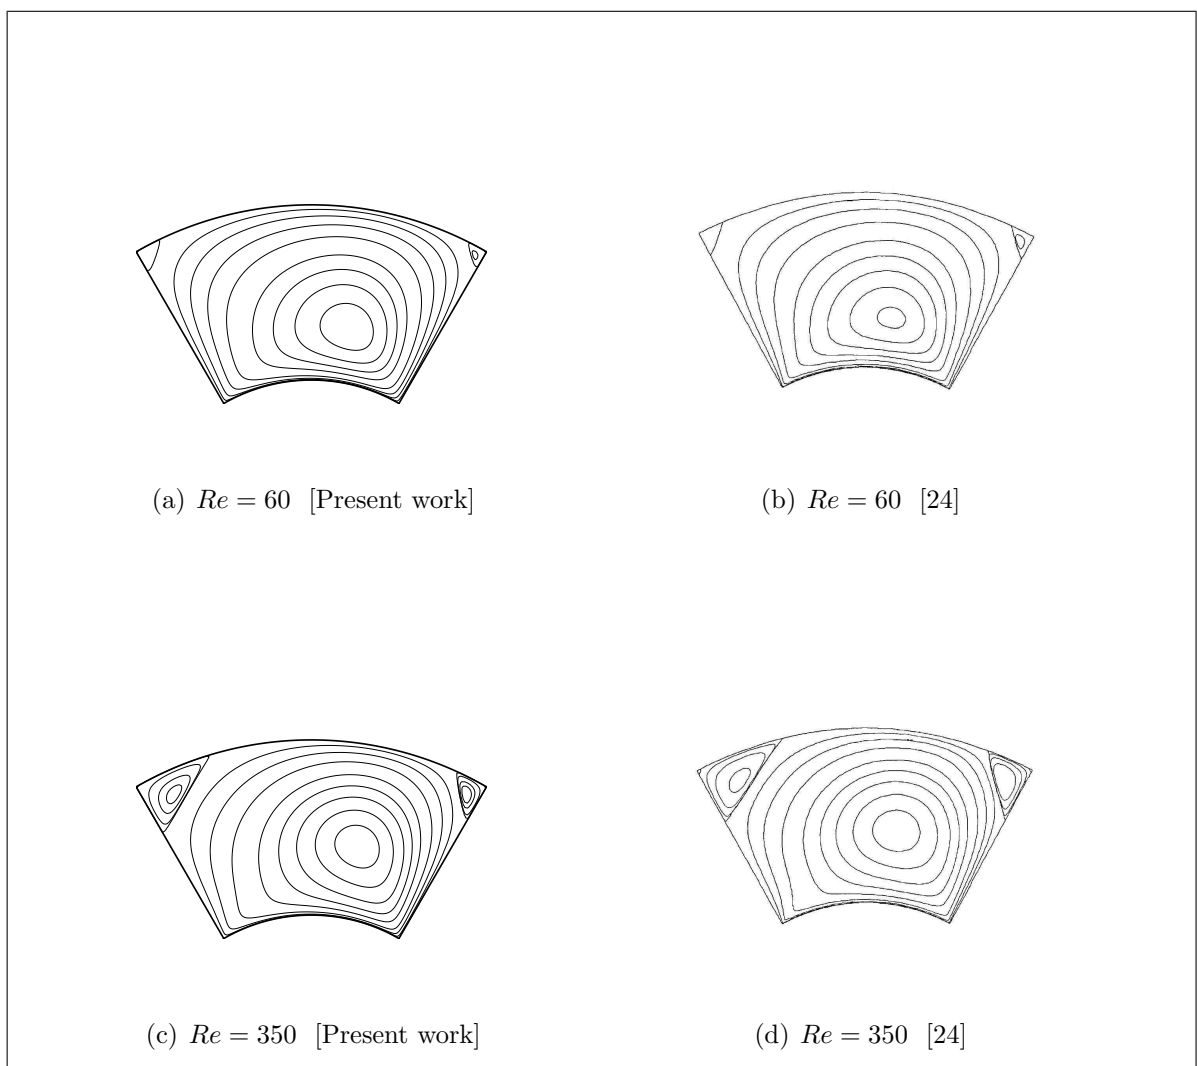 (a) Re = 60 [Present work]
(b) Re = 60 [24]
(c) Re = 350 [Present work]
(d) Re = 350 [24]